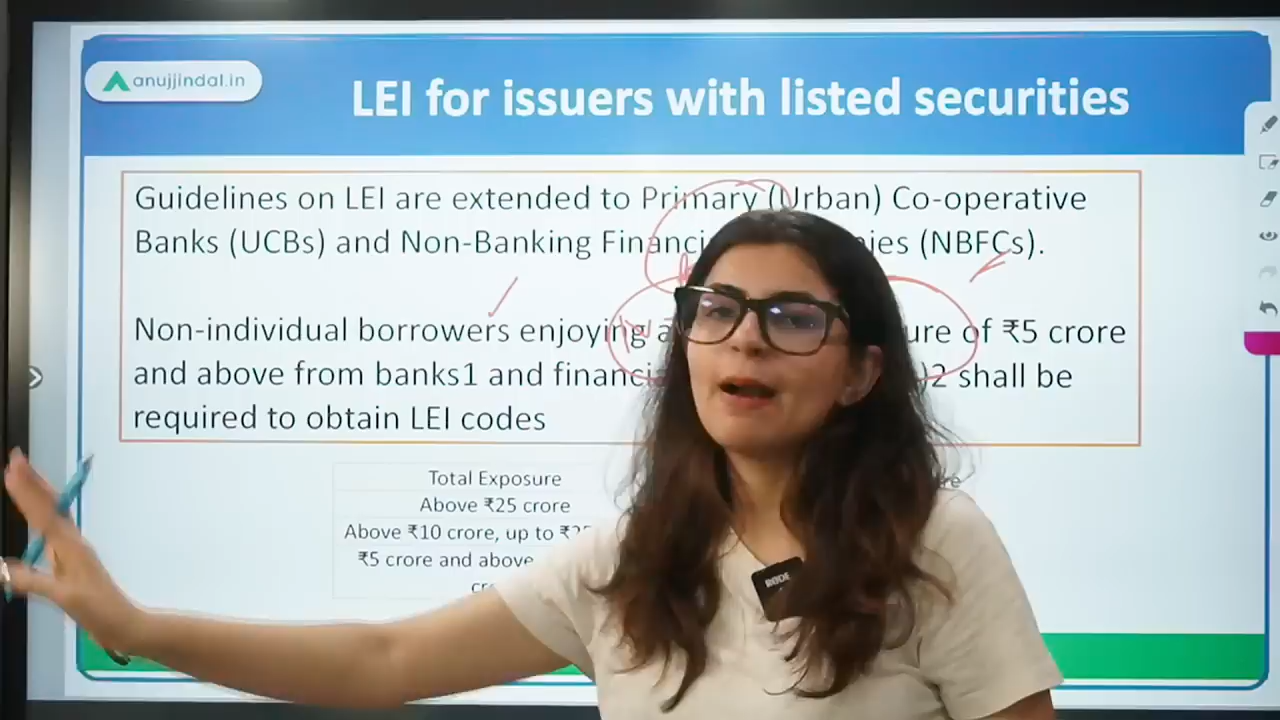 anujjindal.in
LEI for issuers with listed securities
Guidelines on LEI are extended to Primary (Urban) Co-operative
Banks (UCBs) and Non-Banking (NBFCs).
Non-individual borrowers enjoying of ₹5 crore
and above from banks1 and )2 shall be
required to obtain LEI codes
Total Exposure
Above ₹25 crore
Above ₹10 crore, up to
₹5 crore and above
RØDE